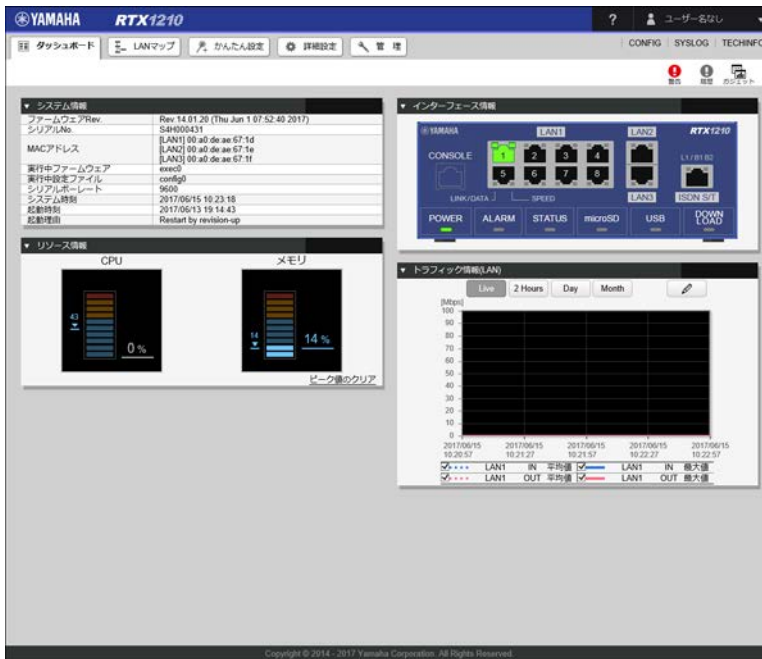 YAMAHA RTX1210 ? ユーザーなし
ダッシュボード LANマップ かんたん設定 詳細設定 管 理 CONFIG SYSLOG TECHINFO
警告 履歴 ガジェット
▼ システム情報
ファームウェアRev. Rev.14.01.20 (Thu Jun 1 07:52:40 2017)
シリアルNo. S4H000431
MACアドレス [LAN1] 00:a0:de:ae:67:1d
[LAN2] 00:a0:de:ae:67:1e
[LAN3] 00:a0:de:ae:67:1f
実行中ファームウェア exec0
実行中設定ファイル config0
シリアルボーレート 9600
システム時刻 2017/06/15 10:23:18
起動時刻 2017/06/13 19:14:43
起動理由 Restart by revision-up
▼ リソース情報
CPU メモリ
43 0 %
14 14 %
ピーク値のクリア
▼ インターフェース情報
YAMAHA LAN1 LAN2 RTX1210
CONSOLE 1 2 3 4 L1/B1 B2
5 6 7 8
LINK/DATA SPEED LAN3 ISDN S/T
POWER ALARM STATUS microSD USB DOWN LOAD
▼ トラフィック情報(LAN)
Live 2 Hours Day Month
[Mbps]
100
90
80
70
60
50
40
30
20
10
0
2017/06/15 2017/06/15 2017/06/15 2017/06/15 2017/06/15
10:20:57 10:21:27 10:21:57 10:22:27 10:22:57
LAN1 IN 平均値 LAN1 IN 最大値
LAN1 OUT 平均値 LAN1 OUT 最大値
Copyright © 2014 - 2017 Yamaha Corporation. All Rights Reserved.